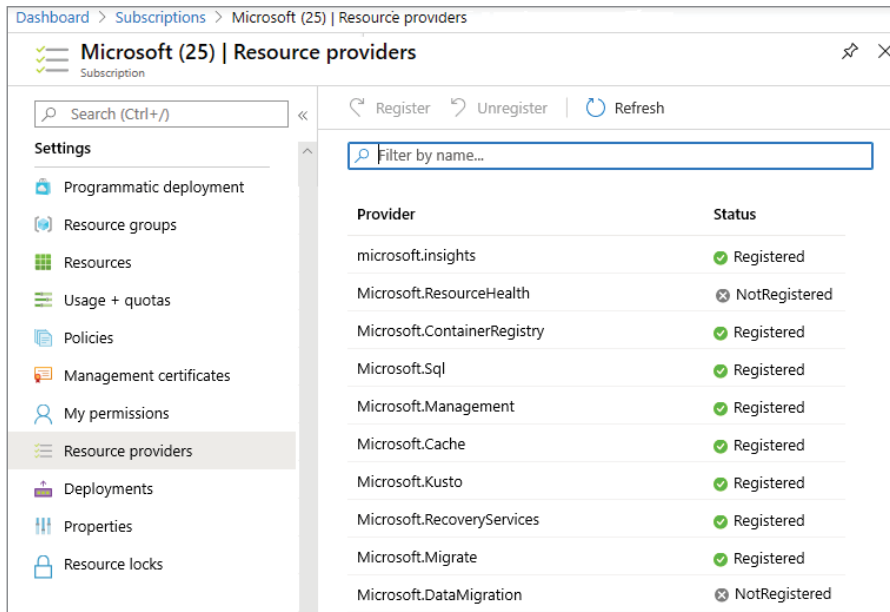 Dashboard > Subscriptions > Microsoft (25) | Resource providers
Microsoft (25) | Resource providers
Subscription
Search (Ctrl+/)
«
Settings
Programmatic deployment
Resource groups
Resources
Usage + quotas
Policies
Management certificates
My permissions
Resource providers
Deployments
Properties
Resource locks
Register Unregister Refresh
Filter by name...
Provider Status
microsoft.insights Registered
Microsoft.ResourceHealth NotRegistered
Microsoft.ContainerRegistry Registered
Microsoft.Sql Registered
Microsoft.Management Registered
Microsoft.Cache Registered
Microsoft.Kusto Registered
Microsoft.RecoveryServices Registered
Microsoft.Migrate Registered
Microsoft.DataMigration NotRegistered